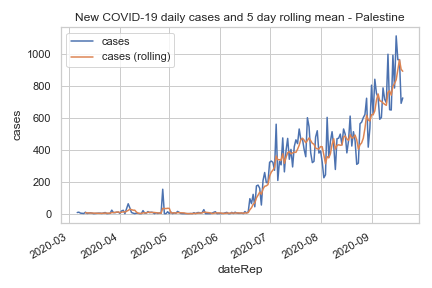 New COVID-19 daily cases and 5 day rolling mean - Palestine
cases
cases (rolling)
1000
800
600
400
200
0
cases
2020-03
2020-04
2020-05
2020-06
2020-07
2020-08
2020-09
dateRep